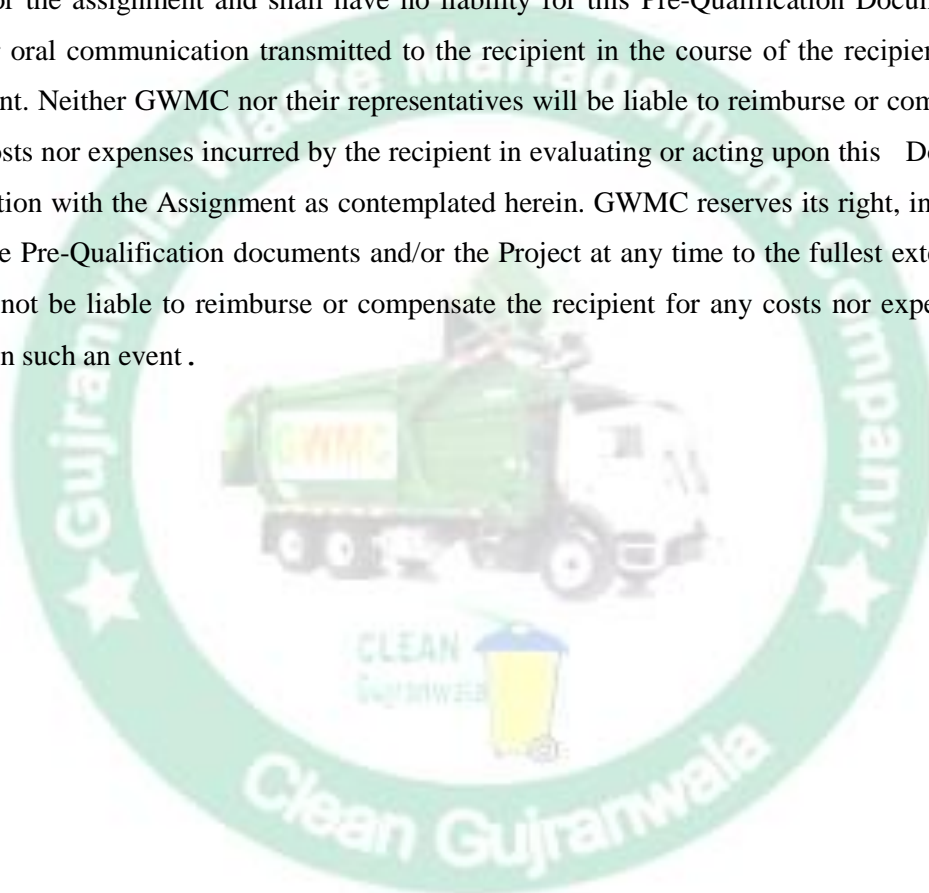 or the assignment and shall have no liability for this Pre-Qualification Docum
oral communication transmitted to the recipient in the course of the recipien
nt. Neither GWMC nor their representatives will be liable to reimburse or com
osts nor expenses incurred by the recipient in evaluating or acting upon this Do
tion with the Assignment as contemplated herein. GWMC reserves its right, in
e Pre-Qualification documents and/or the Project at any time to the fullest exte
not be liable to reimburse or compensate the recipient for any costs nor expe
n such an event.
Gujranwala Waste Management Company
GWMC
CLEAN
Gujranwala
Clean Gujranwala